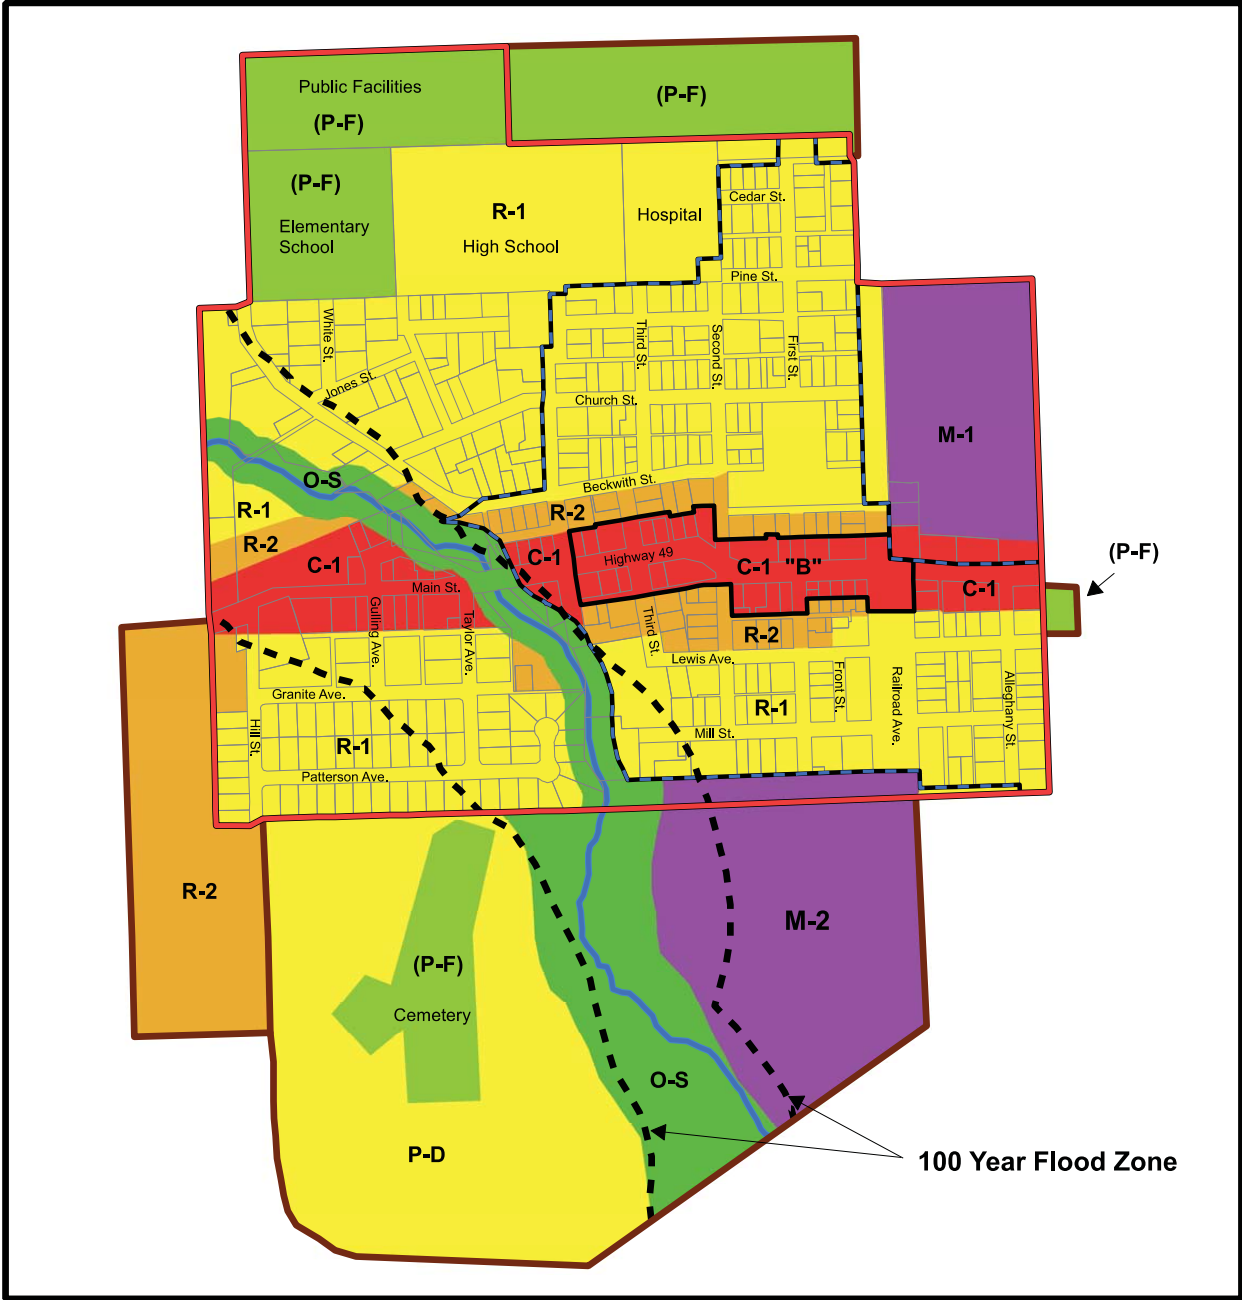 Public Facilities
(P-F)
(P-F)
(P-F)
Elementary
School
R-1
High School
Hospital
Cedar St.
Pine St.
White St.
Jones St.
Third St.
Second St.
First St.
Church St.
M-1
Beckwith St.
O-S
R-1
R-2
R-2
C-1
C-1
Highway 49
C-1 "B"
C-1
(P-F)
Main St.
Gulling Ave.
Taylor Ave.
Third St.
R-2
Lewis Ave.
Granite Ave.
Front St.
Railroad Ave.
Alleghany St.
R-1
Hill St.
R-1
Mill St.
Patterson Ave.
R-2
M-2
(P-F)
Cemetery
O-S
P-D
100 Year Flood Zone